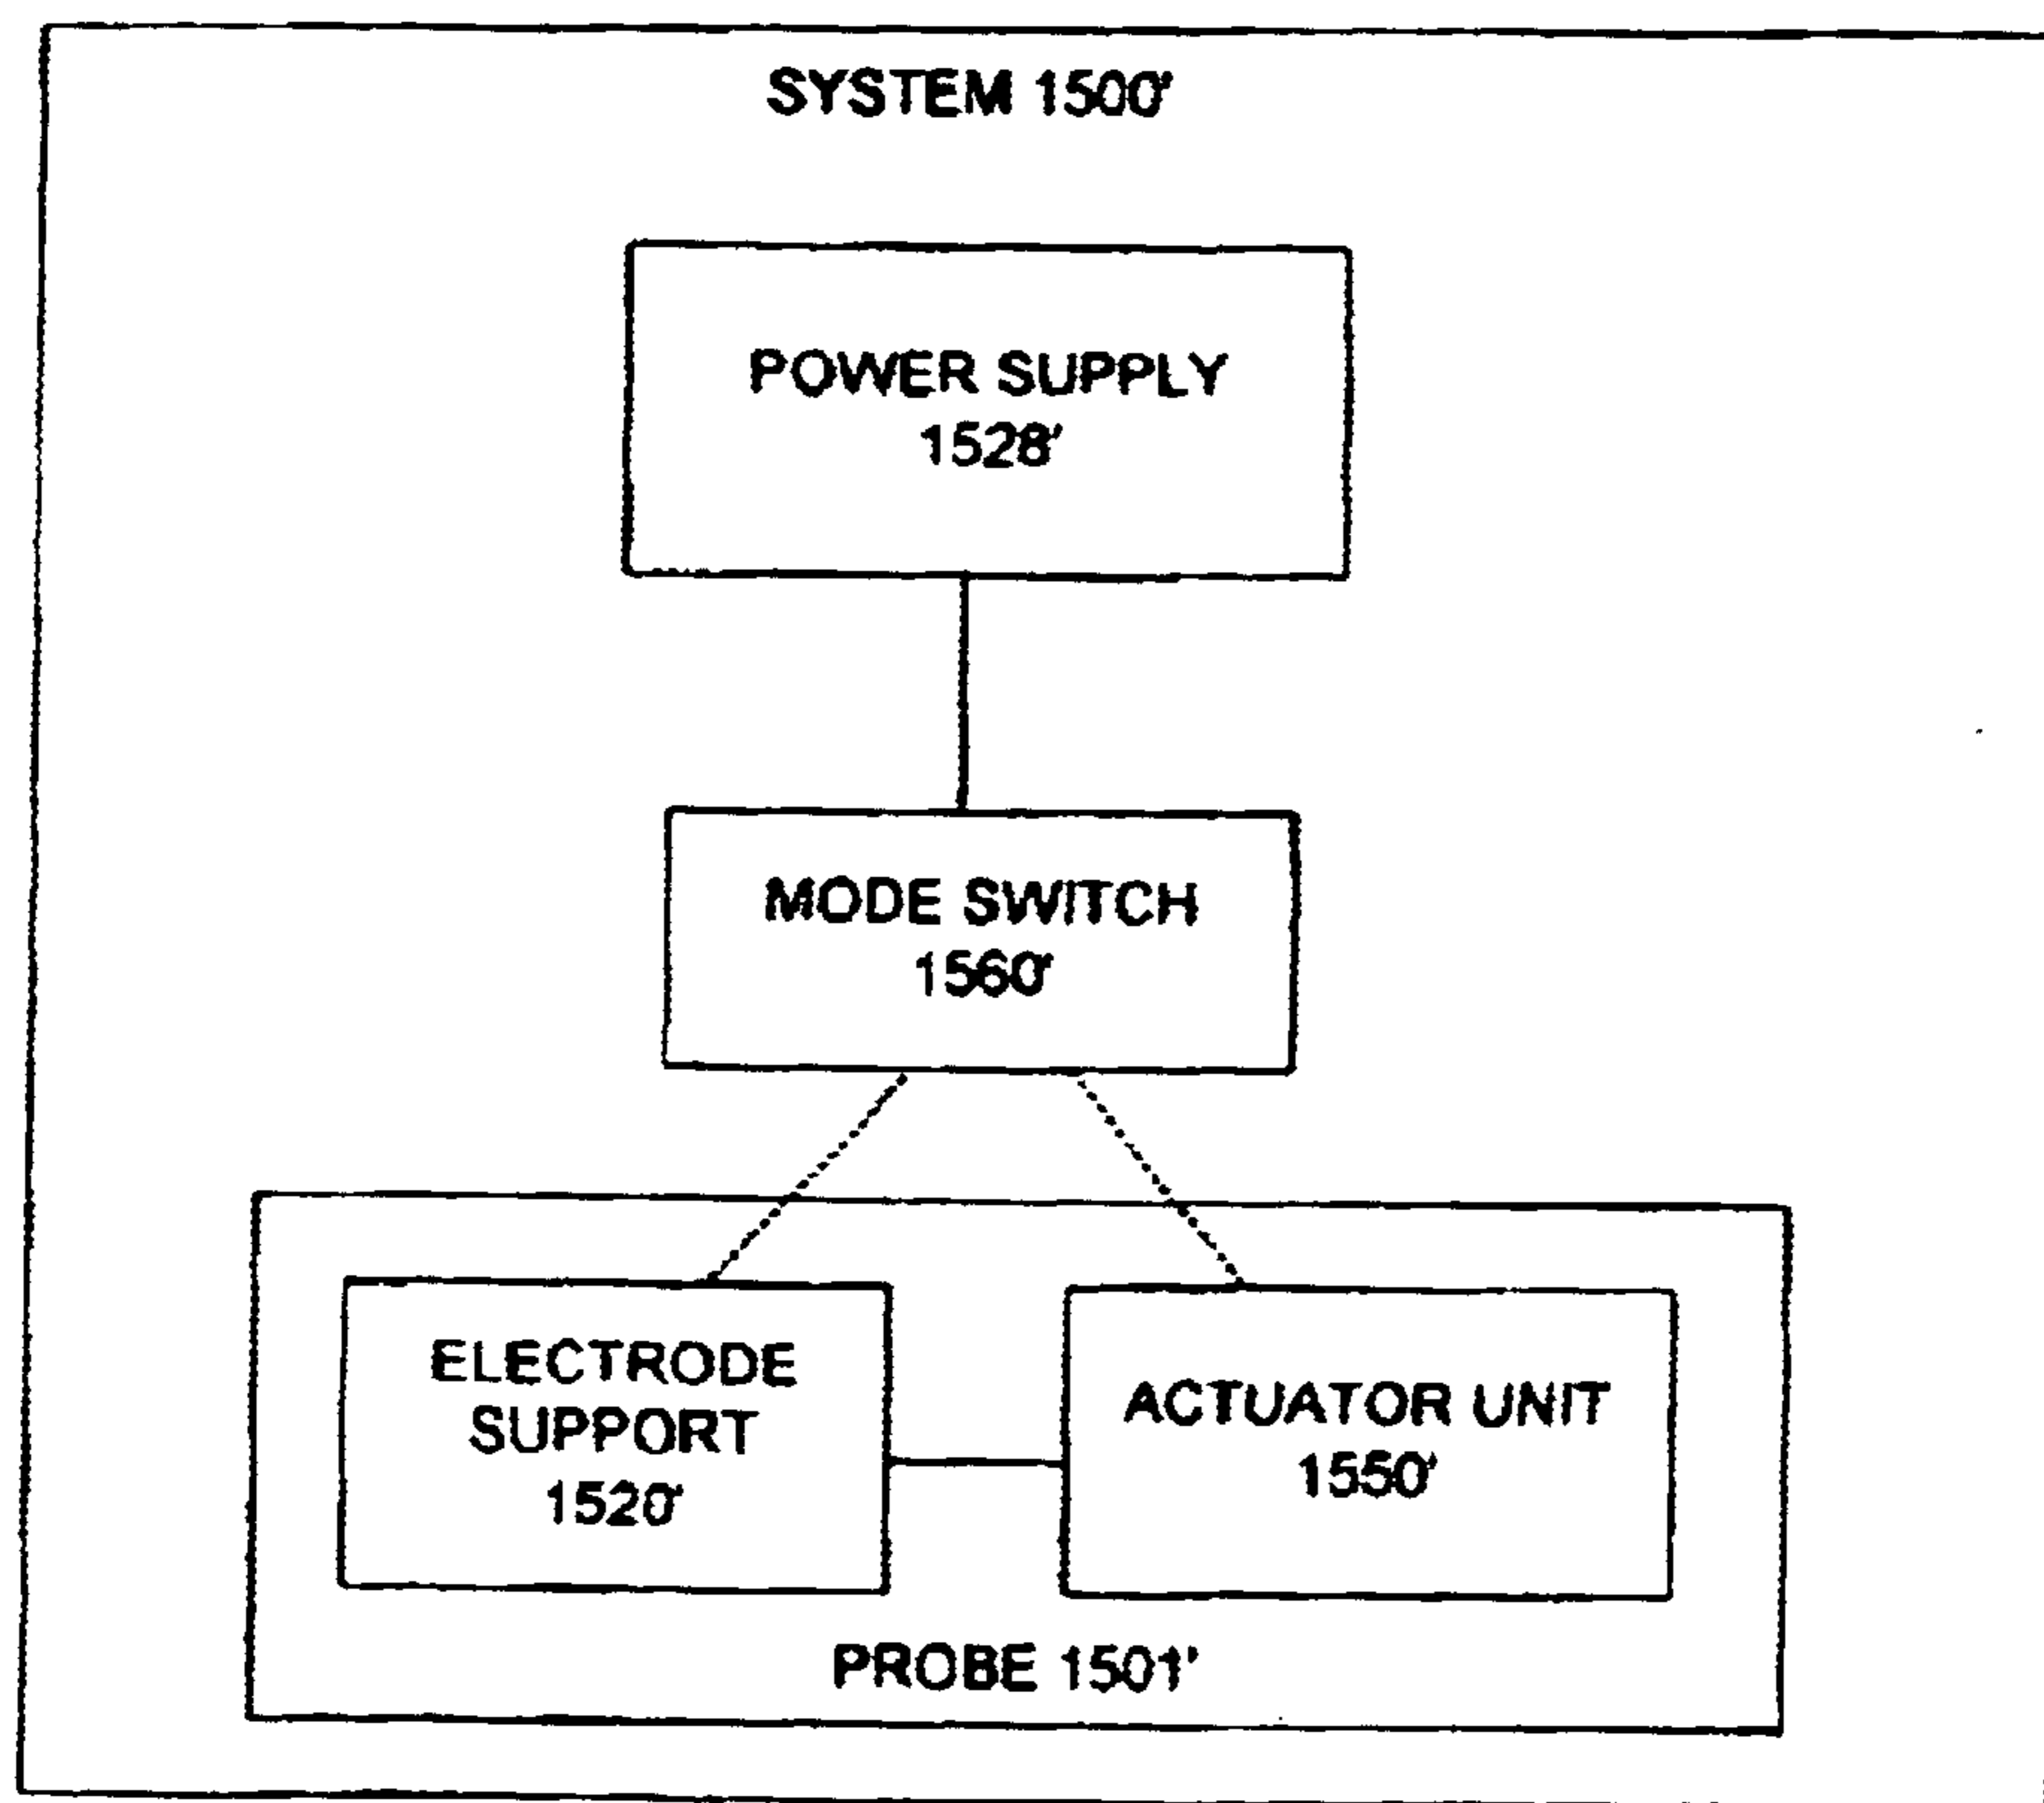 SYSTEM 1500'
POWER SUPPLY
1528'
MODE SWITCH
1560'
ELECTRODE
SUPPORT
1520'
ACTUATOR UNIT
1550'
PROBE 1501'